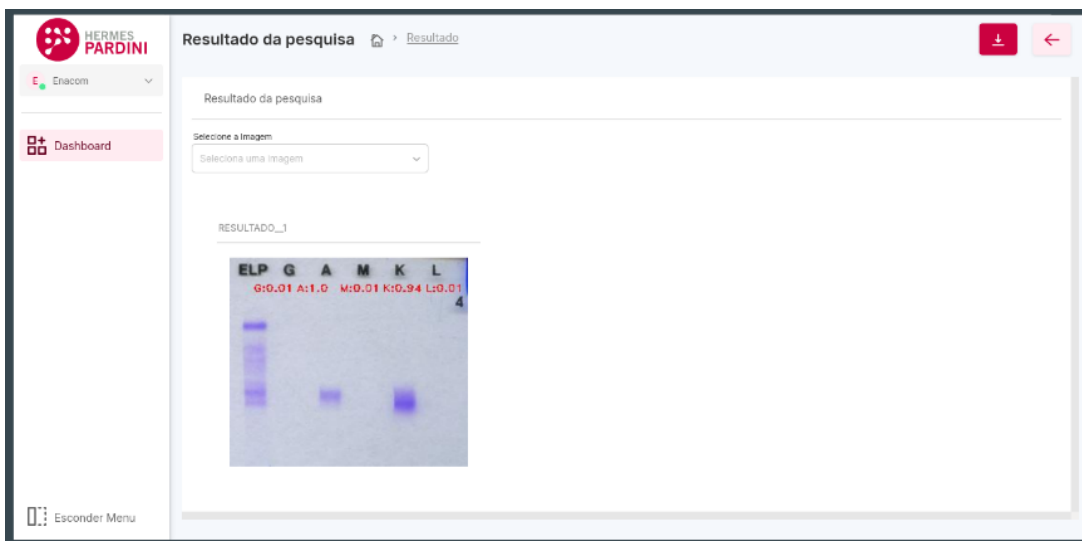 HERMES
PARDINI
E Enacom
Dashboard
Esconder Menu
Resultado da pesquisa > Resultado
Resultado da pesquisa
Selecione a Imagem
Seleciona uma imagem
RESULTADO__1
ELP G A M K L
G:0.01 A:1.0 M:0.01 K:0.94 L:0.01
4